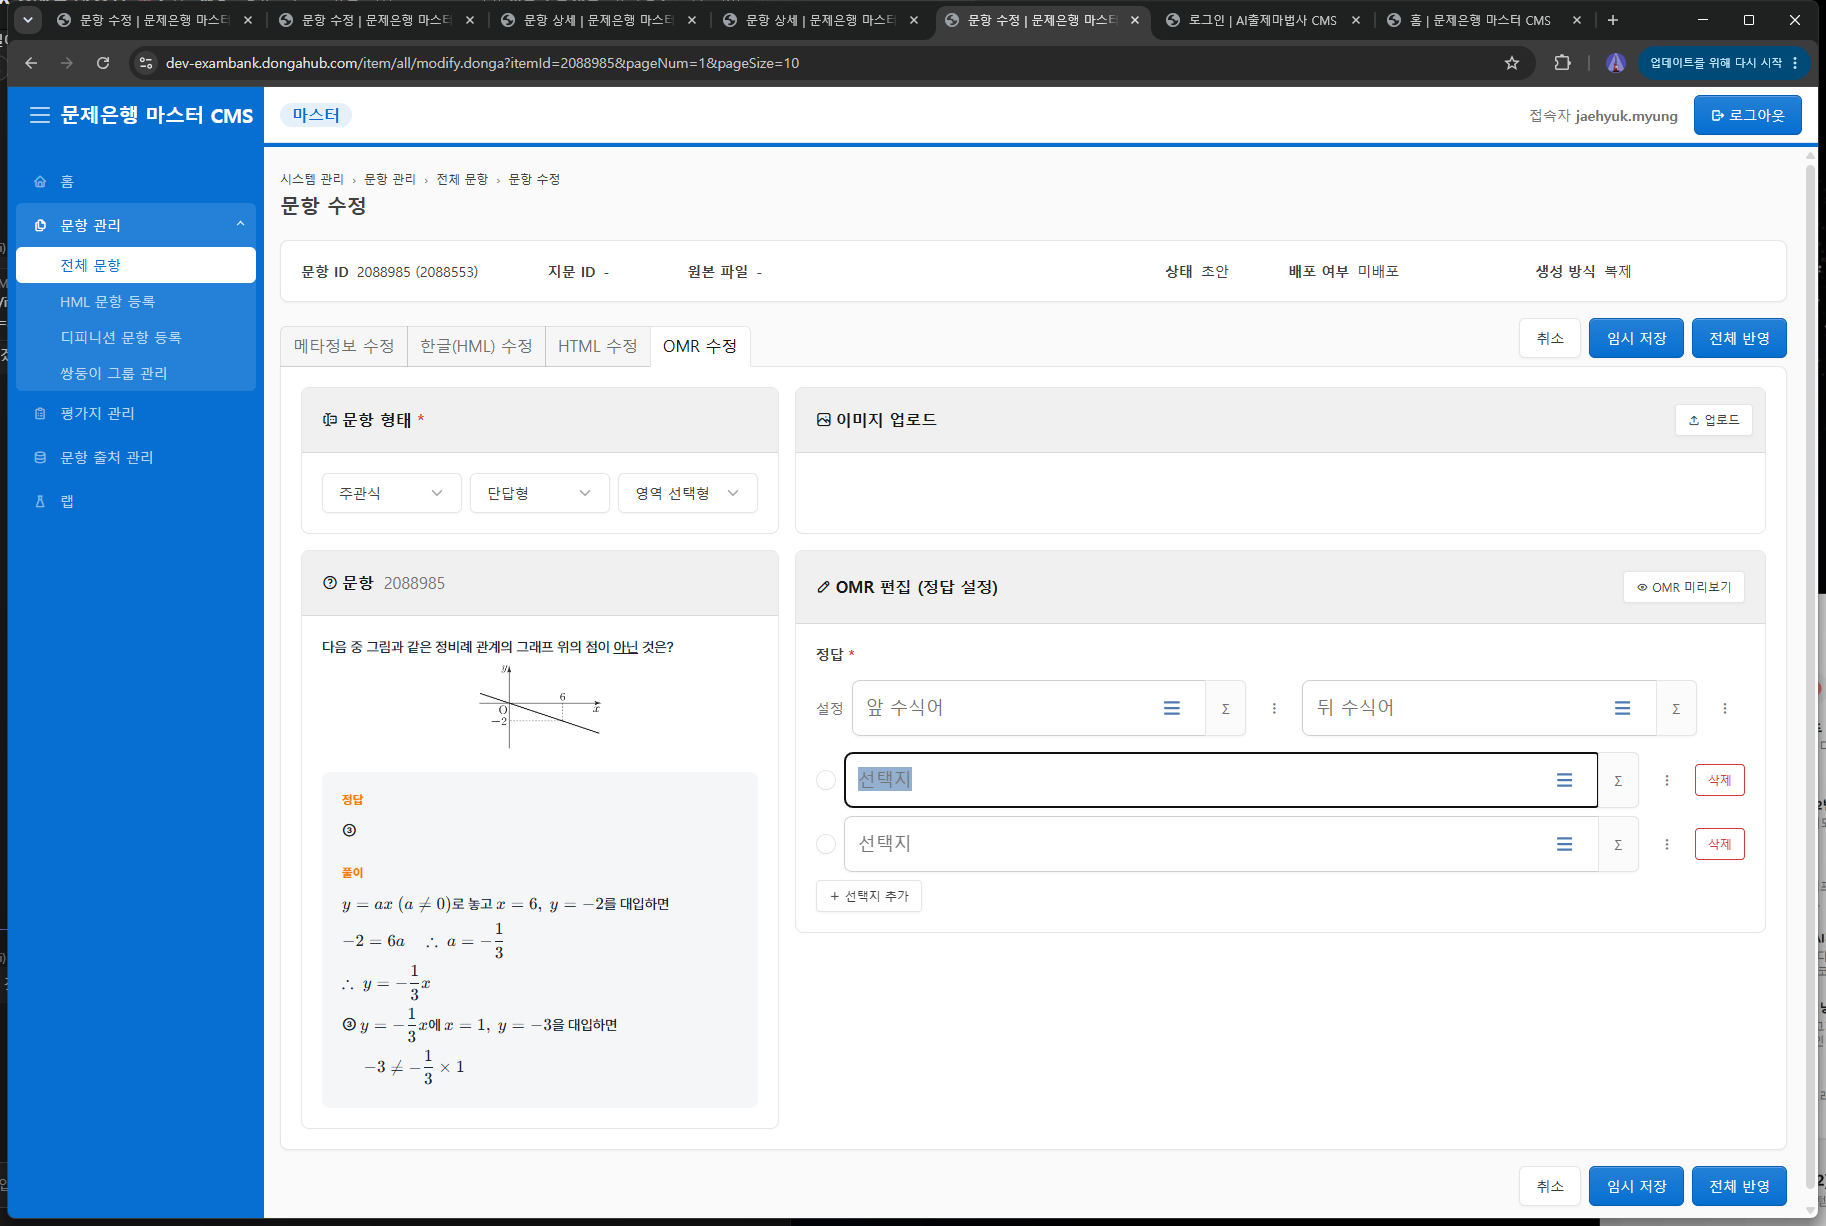 문항 수정 | 문제은행 마스터
문항 수정 | 문제은행 마스터
문항 상세 | 문제은행 마스터
문항 상세 | 문제은행 마스터
문항 수정 | 문제은행 마스터
로그인 | AI출제마법사 CMS
홈 | 문제은행 마스터 CMS
dev-exambank.dongahub.com/item/all/modify.donga?itemId=2088985&pageNum=1&pageSize=10
업데이트를 위해 다시 시작
문제은행 마스터 CMS
마스터
접속자 jaehyuk.myung
로그아웃
홈
문항 관리
전체 문항
HML 문항 등록
디피니션 문항 등록
쌍둥이 그룹 관리
평가지 관리
문항 출처 관리
랩
시스템 관리 › 문항 관리 › 전체 문항 › 문항 수정
문항 수정
문항 ID 2088985 (2088553)
지문 ID -
원본 파일 -
상태 초안
배포 여부 미배포
생성 방식 복제
메타정보 수정
한글(HML) 수정
HTML 수정
OMR 수정
취소
임시 저장
전체 반영
문항 형태 *
주관식
단답형
영역 선택형
이미지 업로드
업로드
문항 2088985
다음 중 그림과 같은 정비례 관계의 그래프 위의 점이 아닌 것은?
y
6
O
x
−2
정답
③
풀이
y = ax (a ≠ 0)로 놓고 x = 6, y = −2를 대입하면
−2 = 6a ∴ a = −1/3
∴ y = −1/3x
③ y = −1/3x에 x = 1, y = −3을 대입하면
−3 ≠ −1/3 × 1
OMR 편집 (정답 설정)
OMR 미리보기
정답 *
설정
앞 수식어
Σ
뒤 수식어
Σ
선택지
Σ
삭제
선택지
Σ
삭제
+ 선택지 추가
취소
임시 저장
전체 반영